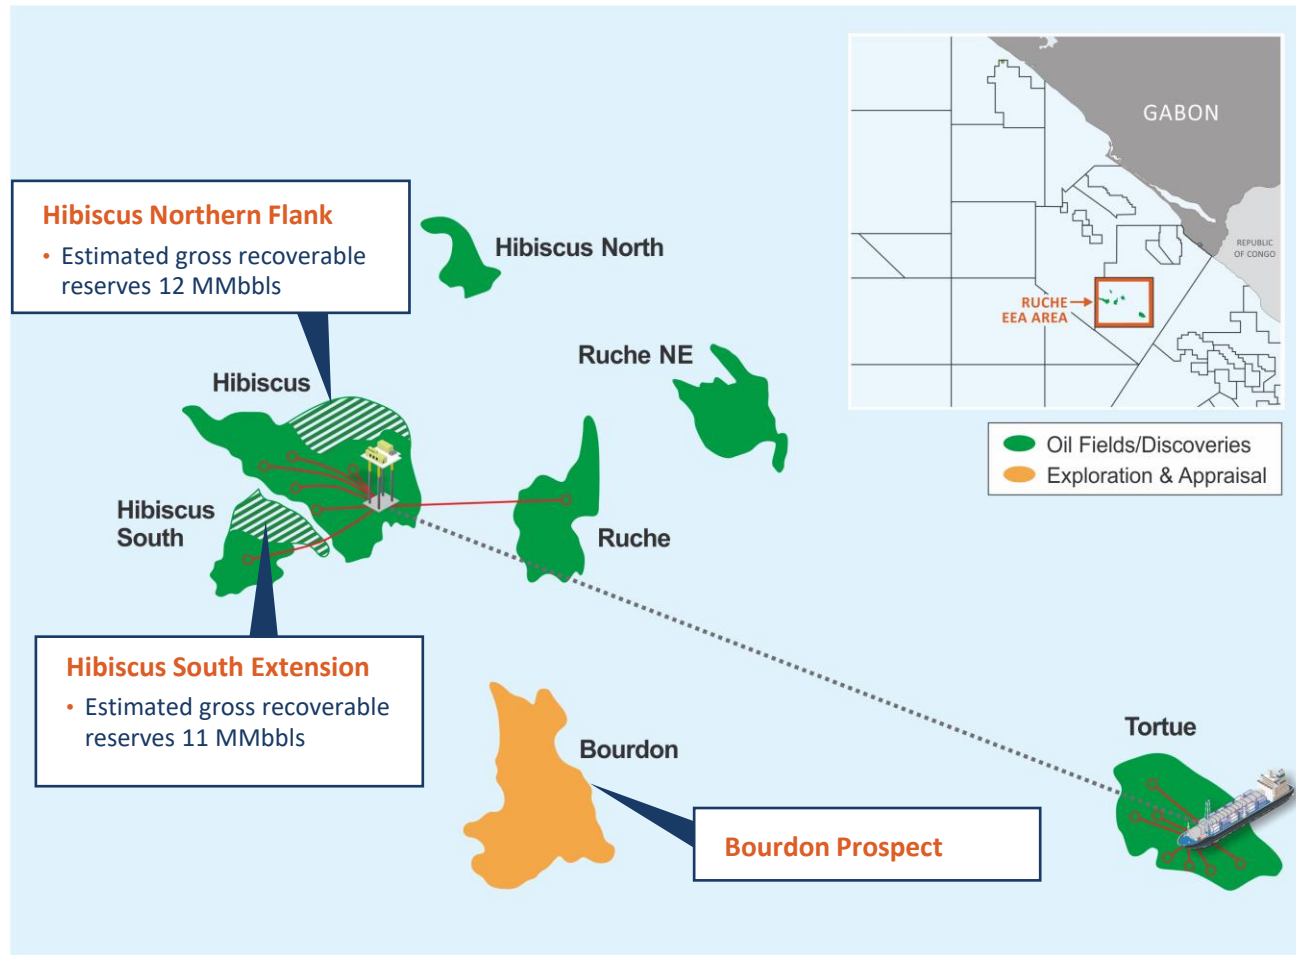 GABON
REPUBLIC
OF CONGO
RUCHE
EEA AREA
Hibiscus Northern Flank
• Estimated gross recoverable
reserves 12 MMbbls
Hibiscus North
Ruche NE
Hibiscus
Oil Fields/Discoveries
Exploration & Appraisal
Hibiscus
South
Ruche
Hibiscus South Extension
• Estimated gross recoverable
reserves 11 MMbbls
Bourdon
Tortue
Bourdon Prospect